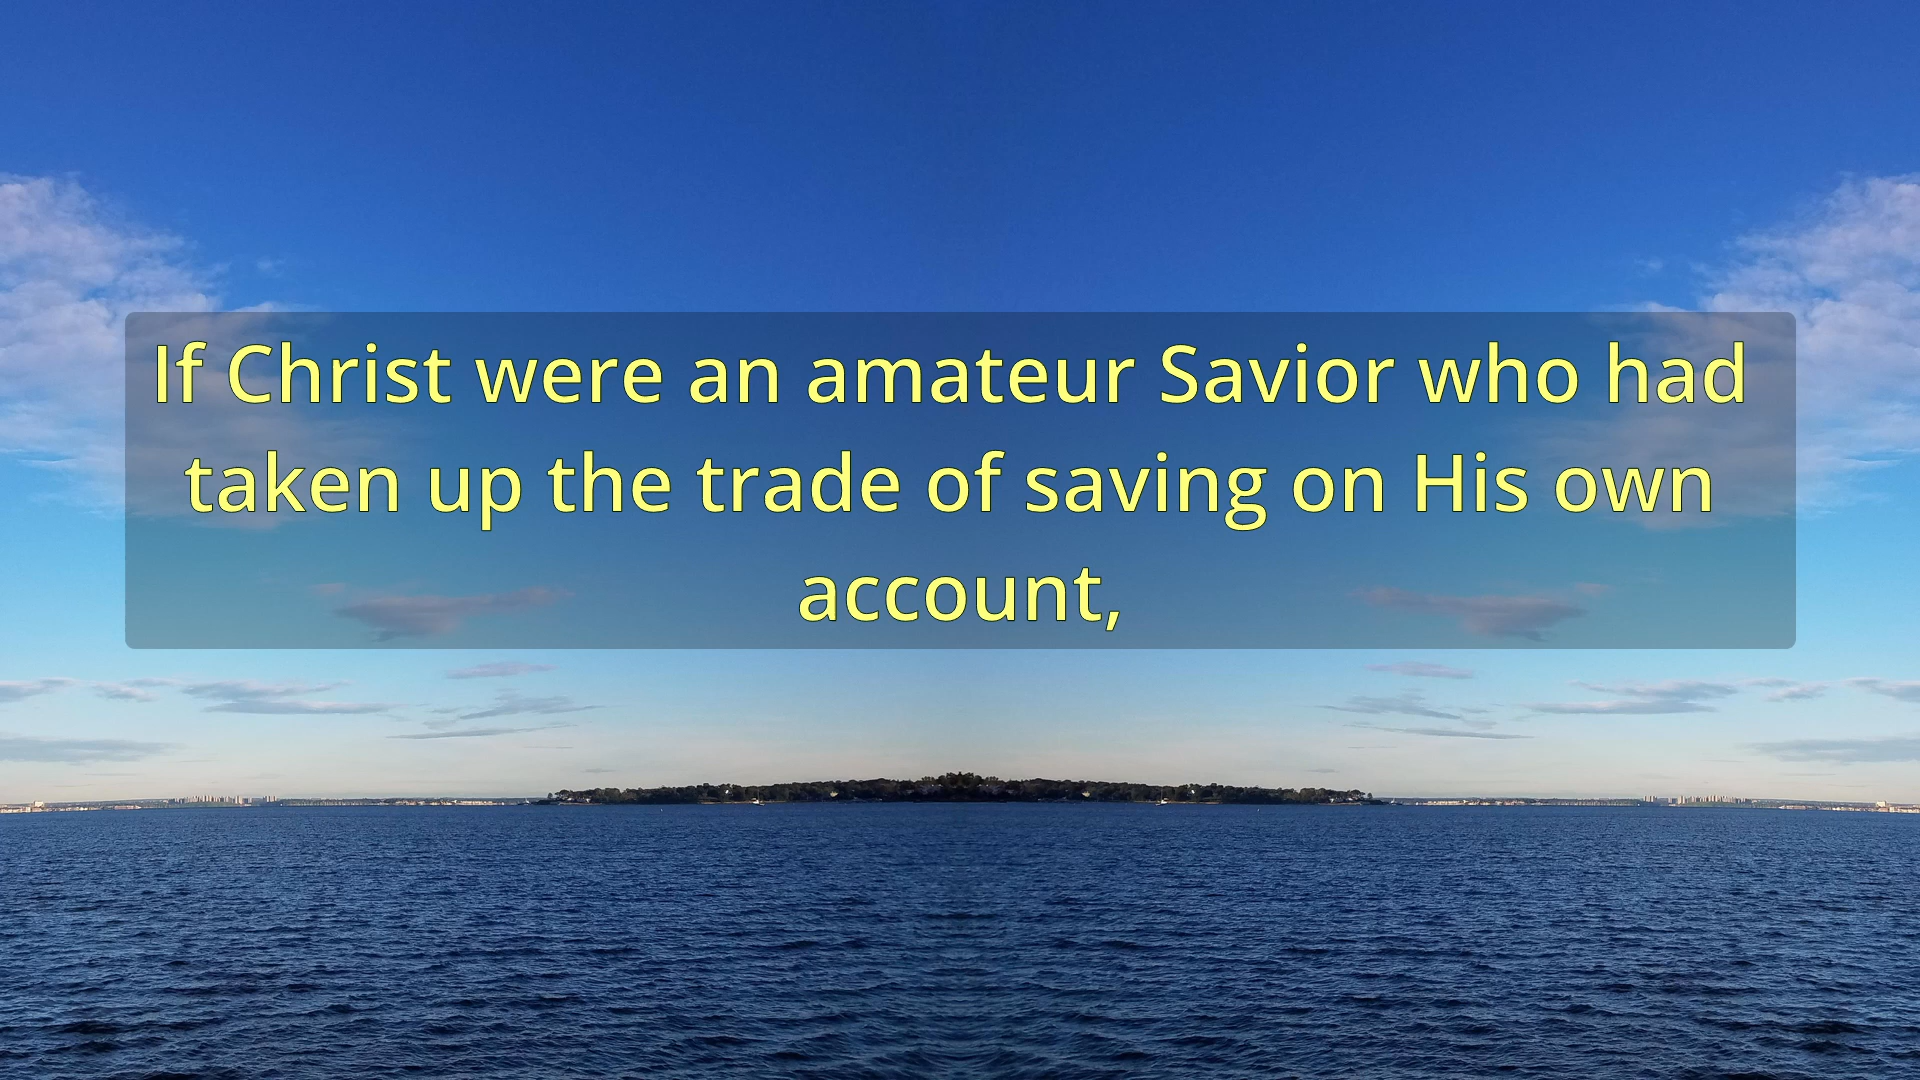 If Christ were an amateur Savior who had
taken up the trade of saving on His own
account,